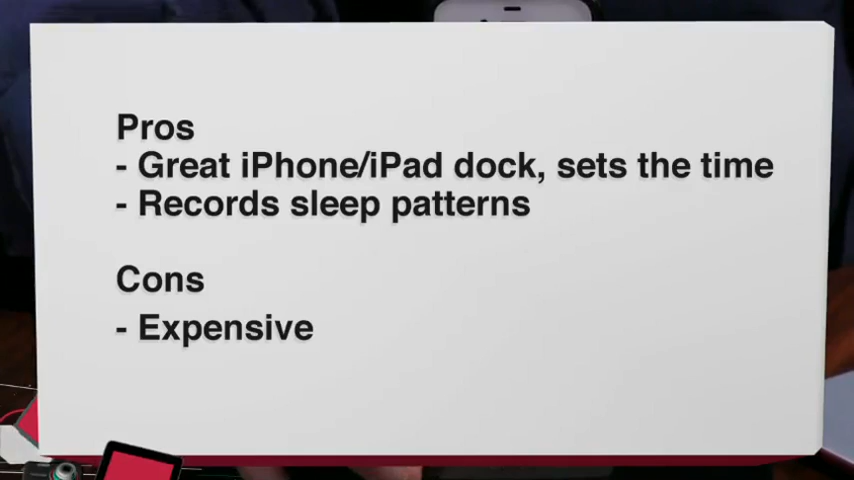 Pros
- Great iPhone/iPad dock, sets the time
- Records sleep patterns
Cons
- Expensive